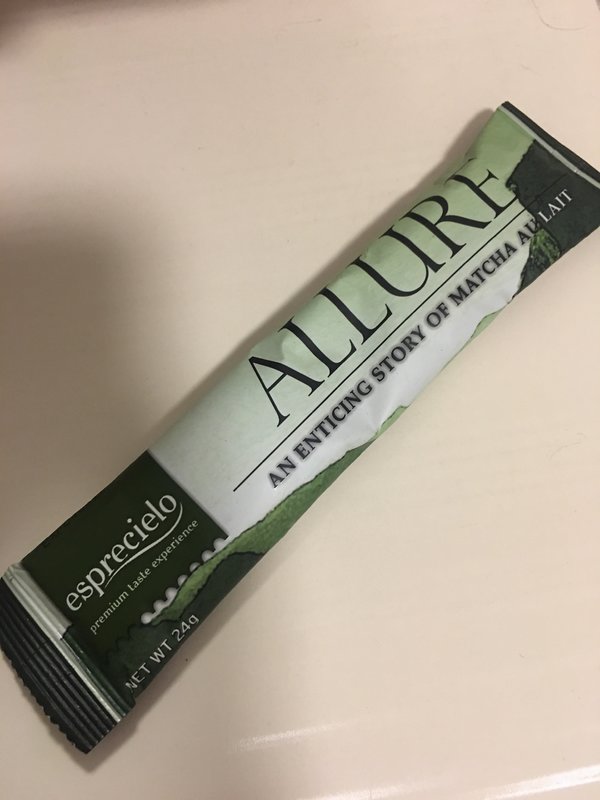 ALLURE
AN ENTICING STORY OF MATCHA AU LAIT
esprecielo
premium taste experience
NET WT 24g